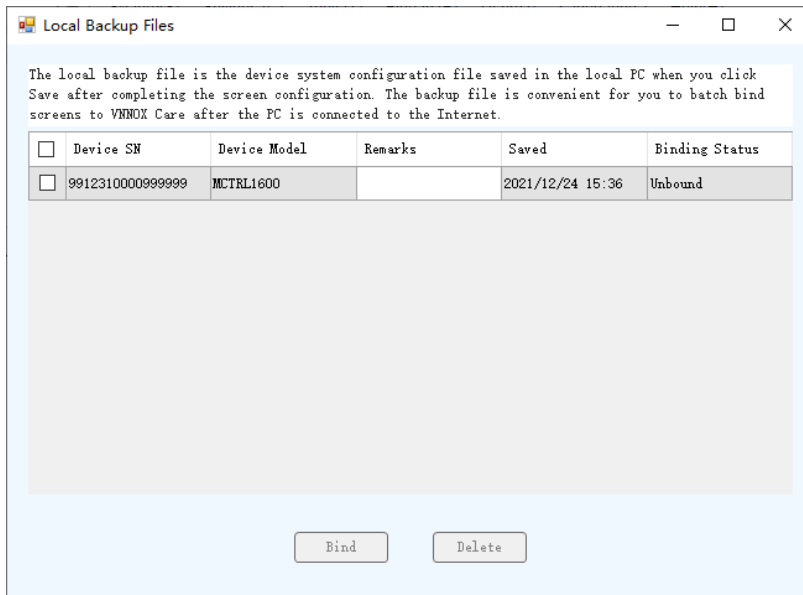 Local Backup Files
The local backup file is the device system configuration file saved in the local PC when you click
Save after completing the screen configuration. The backup file is convenient for you to batch bind
screens to VNNOX Care after the PC is connected to the Internet.
Device SN Device Model Remarks Saved Binding Status
9912310000999999 MCTRL1600 2021/12/24 15:36 Unbound
Bind Delete